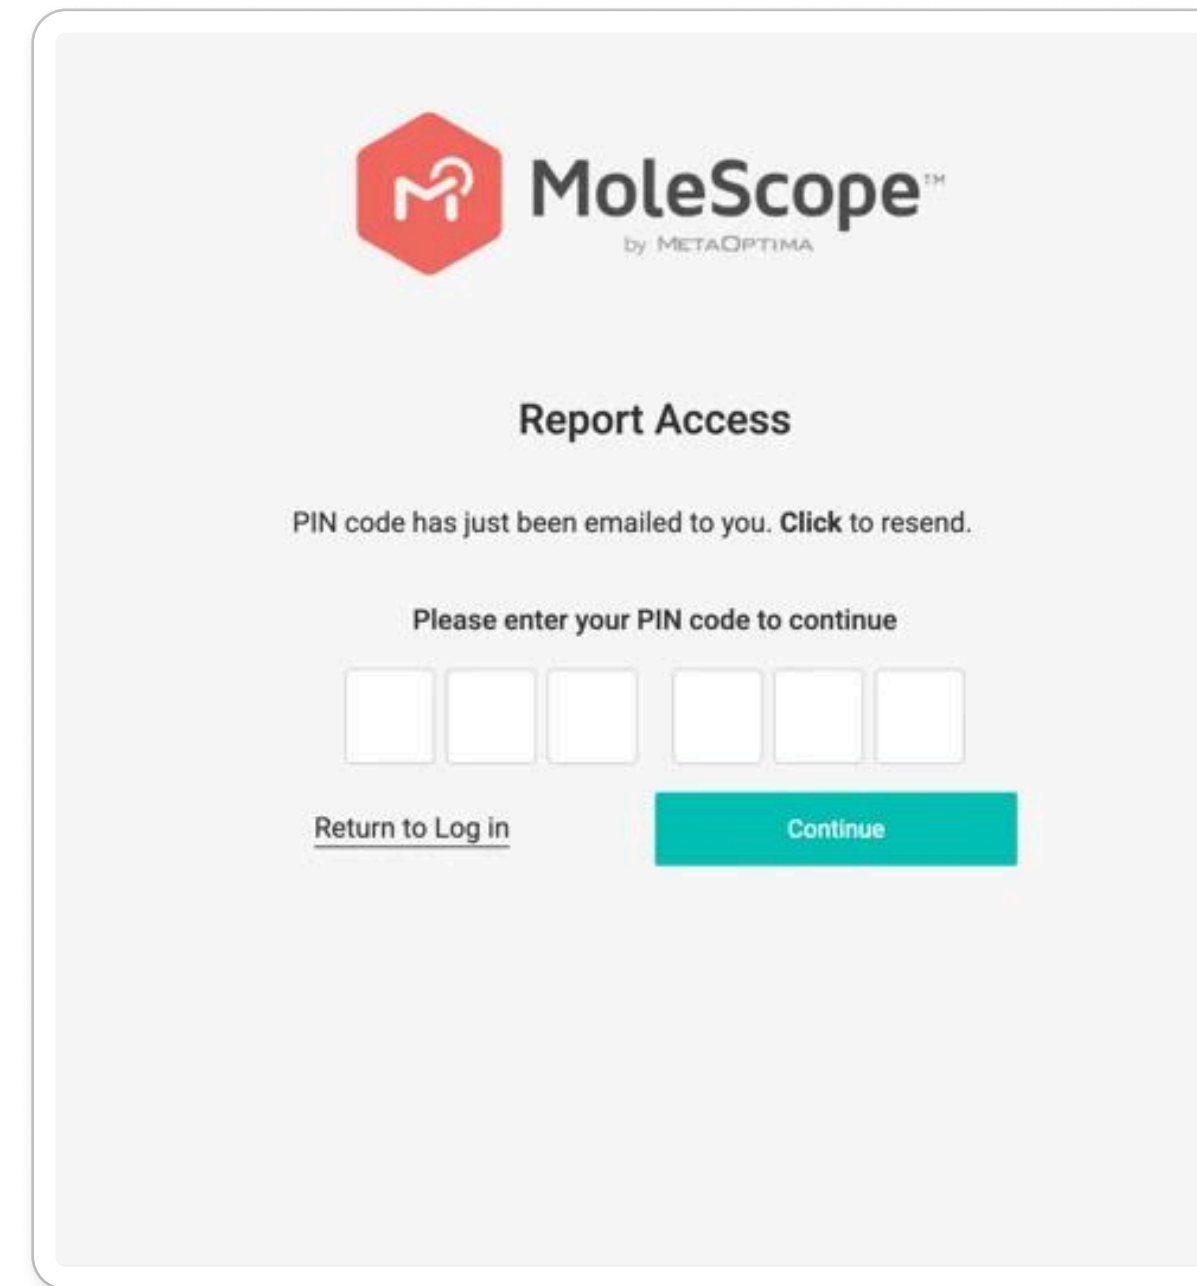 MoleScope™
by METAOPTIMA
Report Access
PIN code has just been emailed to you. Click to resend.
Please enter your PIN code to continue
Return to Log in
Continue